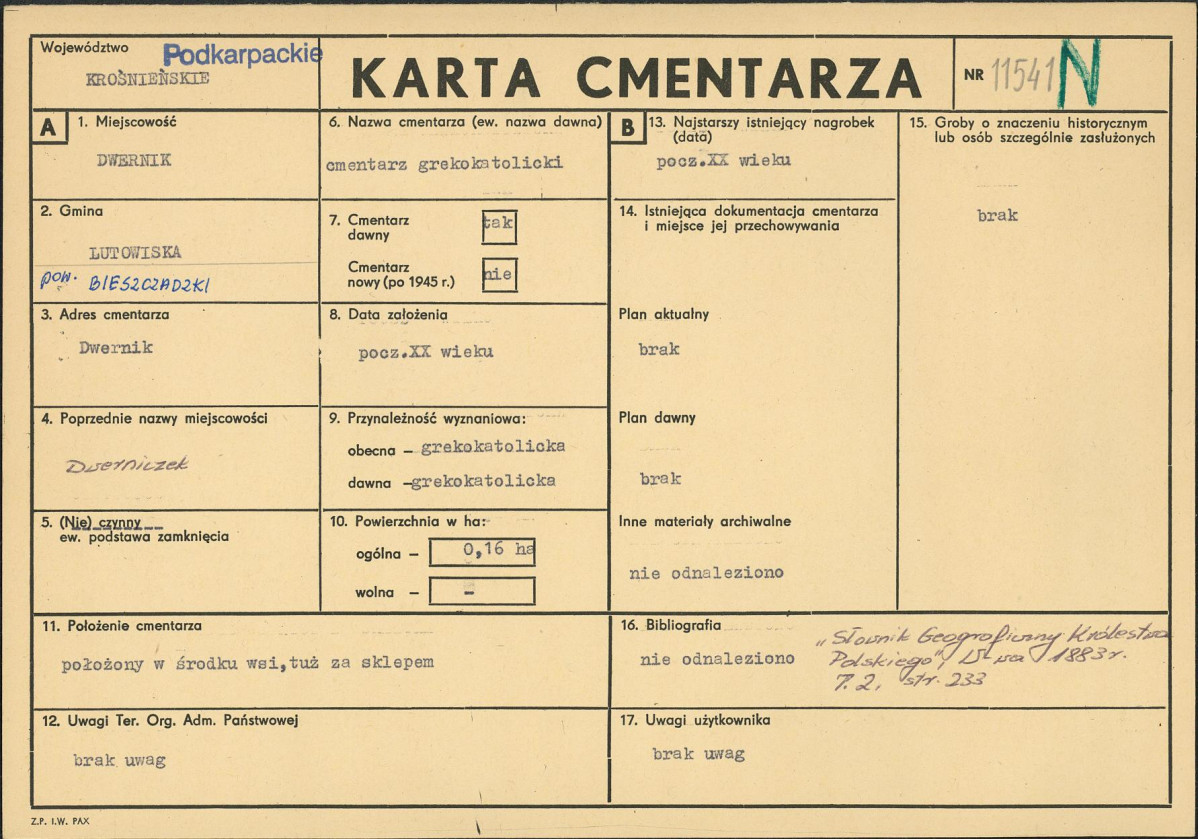 Województwo
Podkarpackie
KROŚNIEŃSKIE
KARTA CMENTARZA
NR 11541 N
A
1. Miejscowość
DWERNIK
2. Gmina
LUTOWISKA
pow. BIESZCZADZKI
3. Adres cmentarza
Dwernik
4. Poprzednie nazwy miejscowości
Dwerniczek
5. (Nie) czynny
ew. podstawa zamknięcia
6. Nazwa cmentarza (ew. nazwa dawna)
cmentarz grekokatolicki
7. Cmentarz
dawny
tak
Cmentarz
nowy (po 1945 r.)
nie
8. Data założenia
pocz.XX wieku
9. Przynależność wyznaniowa:
obecna – grekokatolicka
dawna – grekokatolicka
10. Powierzchnia w ha:
ogólna – 0,16 ha
wolna – –
B
13. Najstarszy istniejący nagrobek
(data)
pocz.XX wieku
14. Istniejąca dokumentacja cmentarza
i miejsce jej przechowywania
Plan aktualny
brak
Plan dawny
brak
Inne materiały archiwalne
nie odnaleziono
15. Groby o znaczeniu historycznym
lub osób szczególnie zasłużonych
brak
11. Położenie cmentarza
położony w środku wsi,tuż za sklepem
12. Uwagi Ter. Org. Adm. Państwowej
brak uwag
16. Bibliografia
nie odnaleziono
„Słownik Geograficzny Królestwa
Polskiego", W-wa 1883r.
T.2, str. 233
17. Uwagi użytkownika
brak uwag
Z.P. I.W. PAX